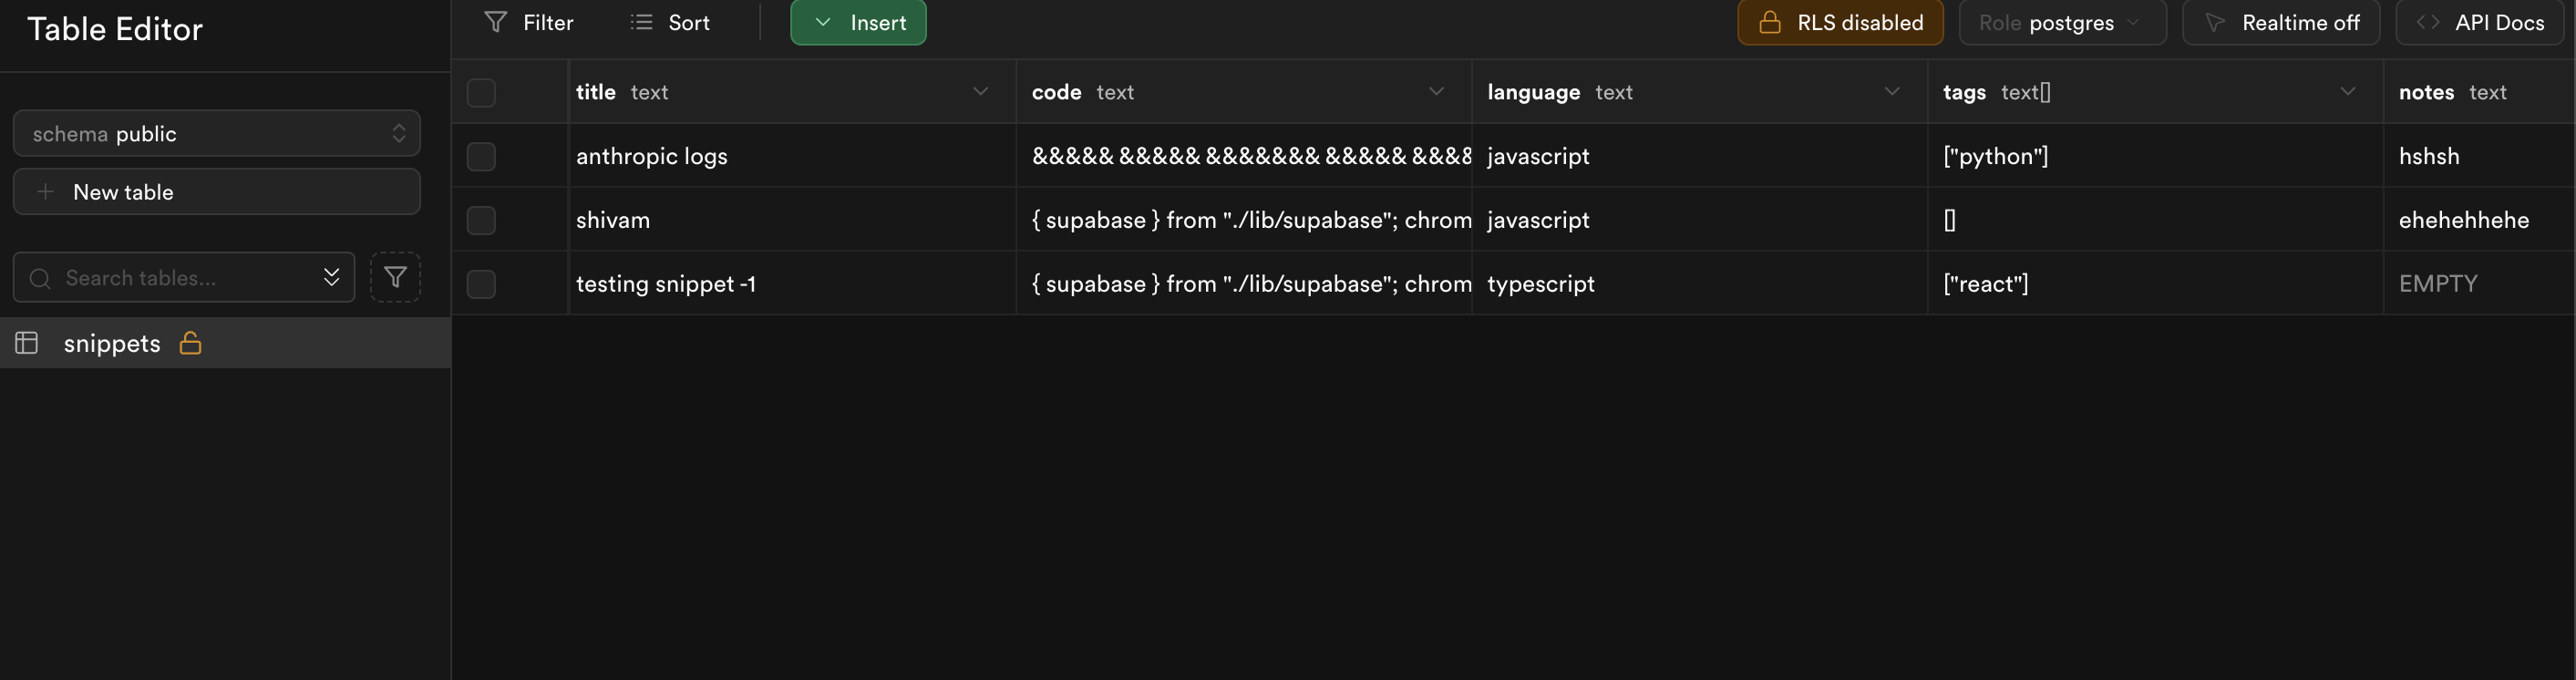 Table Editor
Filter Sort Insert RLS disabled Role postgres Realtime off API Docs
schema public
New table
Search tables...
snippets
title text code text language text tags text[] notes text
anthropic logs &&&&& &&&&& &&&&&&& &&&&& &&&& javascript ["python"] hshsh
shivam { supabase } from "./lib/supabase"; chrom javascript [] ehehehhehe
testing snippet -1 { supabase } from "./lib/supabase"; chrom typescript ["react"] EMPTY